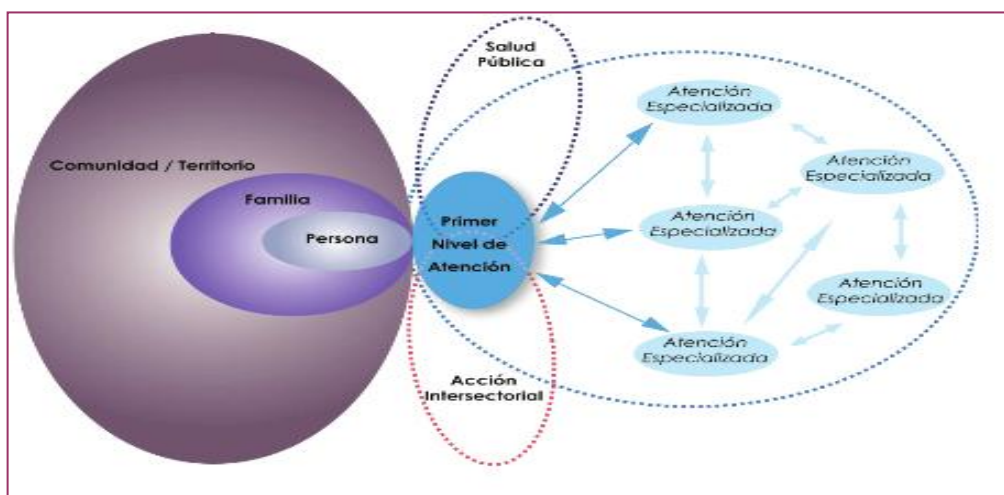 Salud
Pública
Comunidad / Territorio
Familia
Persona
Primer
Nivel de
Atención
Acción
Intersectorial
Atención
Especializada
Atención
Especializada
Atención
Especializada
Atención
Especializada
Atención
Especializada